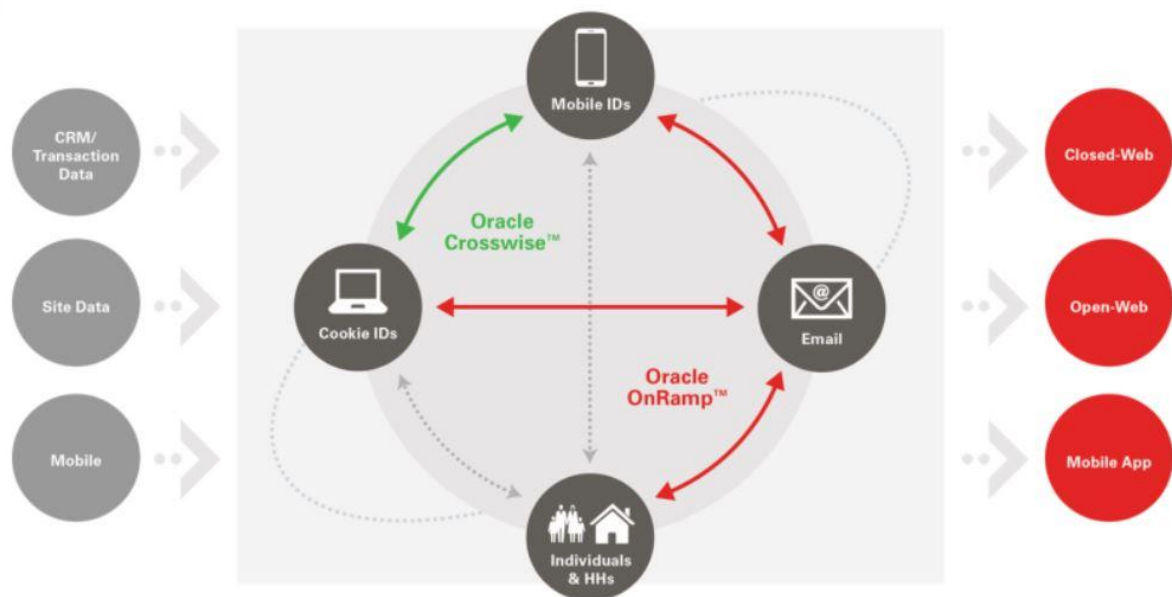 CRM/
Transaction
Data
Site Data
Mobile
Mobile IDs
Oracle
Crosswise™
Cookie IDs
@
Email
Oracle
OnRamp™
Individuals
& HHs
Closed-Web
Open-Web
Mobile App